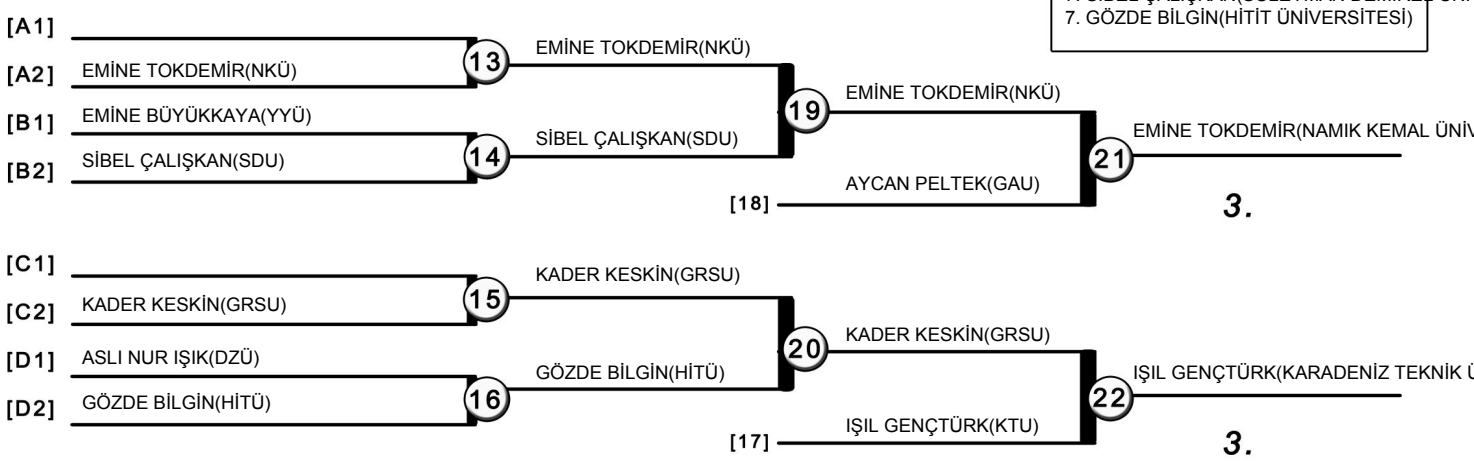 7. GÖZDE BİLGİN(HİTİT ÜNİVERSİTESİ)
[A1]
[A2] EMİNE TOKDEMİR(NKÜ)
13
EMİNE TOKDEMİR(NKÜ)
[B1] EMİNE BÜYÜKKAYA(YYÜ)
[B2] SİBEL ÇALIŞKAN(SDU)
14
SİBEL ÇALIŞKAN(SDU)
19
EMİNE TOKDEMİR(NKÜ)
[18] AYCAN PELTEK(GAU)
21
EMİNE TOKDEMİR(NAMIK KEMAL
3.
[C1]
[C2] KADER KESKİN(GRSU)
15
KADER KESKİN(GRSU)
[D1] ASLI NUR IŞIK(DZÜ)
[D2] GÖZDE BİLGİN(HİTÜ)
16
GÖZDE BİLGİN(HİTÜ)
20
KADER KESKİN(GRSU)
[17] IŞIL GENÇTÜRK(KTU)
22
IŞIL GENÇTÜRK(KARADENİZ TEKNİK
3.